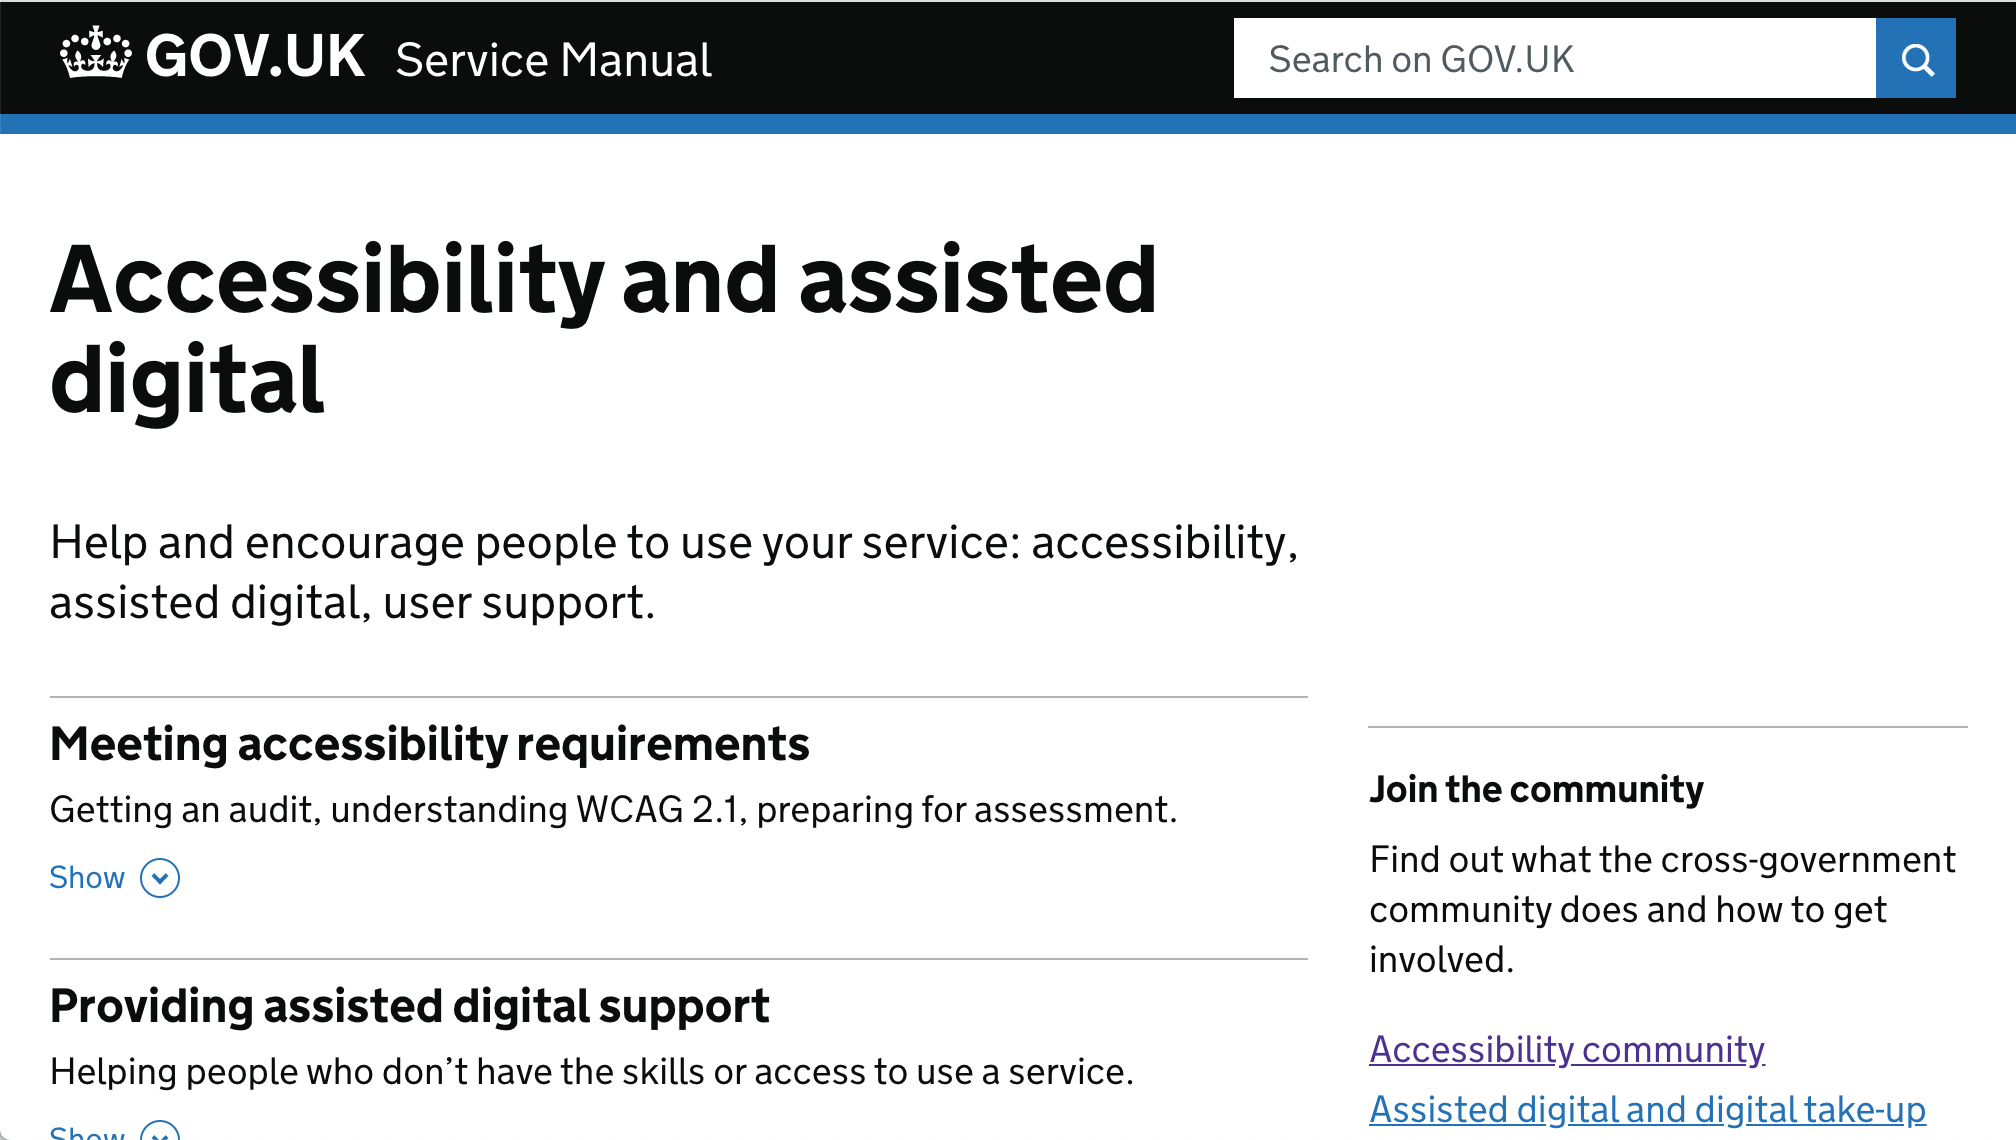 GOV.UK Service Manual
Search on GOV.UK
Accessibility and assisted
digital
Help and encourage people to use your service: accessibility,
assisted digital, user support.
Meeting accessibility requirements
Getting an audit, understanding WCAG 2.1, preparing for assessment.
Show
Providing assisted digital support
Helping people who don’t have the skills or access to use a service.
Show
Join the community
Find out what the cross-government
community does and how to get
involved.
Accessibility community
Assisted digital and digital take-up